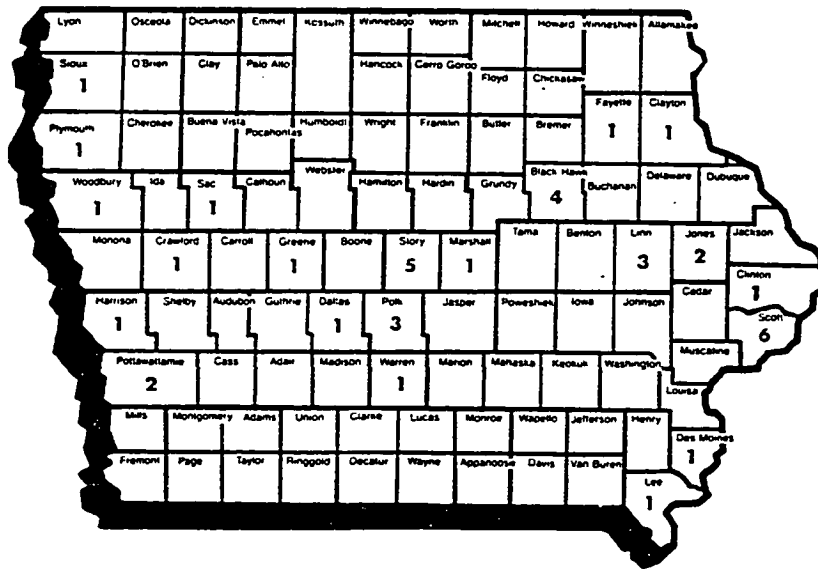 Lyon Osceola Dickinson Emmet Kossuth Winnebago Worth Mitchell Howard Winneshiek Allamakee
Sioux O'Brien Clay Palo Alto Hancock Cerro Gordo Floyd Chickasaw
1
Fayette Clayton
1 1
Plymouth Cherokee Buena Vista Pocahontas Humboldt Wright Franklin Butler Bremer
1
Woodbury Ida Sac Calhoun Webster Hamilton Hardin Grundy Black Hawk Buchanan Delaware Dubuque
1 1 4
Monona Crawford Carroll Greene Boone Story Marshall Tama Benton Linn Jones Jackson
1 1 5 1 3 2
Clinton
1
Harrison Shelby Audubon Guthrie Dallas Polk Jasper Poweshiek Iowa Johnson Cedar
1 1 3
Scott
6
Muscatine
Pottawattamie Cass Adair Madison Warren Marion Mahaska Keokuk Washington
2 1
Louisa
Mills Montgomery Adams Union Clarke Lucas Monroe Wapello Jefferson Henry
Des Moines
1
Fremont Page Taylor Ringgold Decatur Wayne Appanoose Davis Van Buren
Lee
1